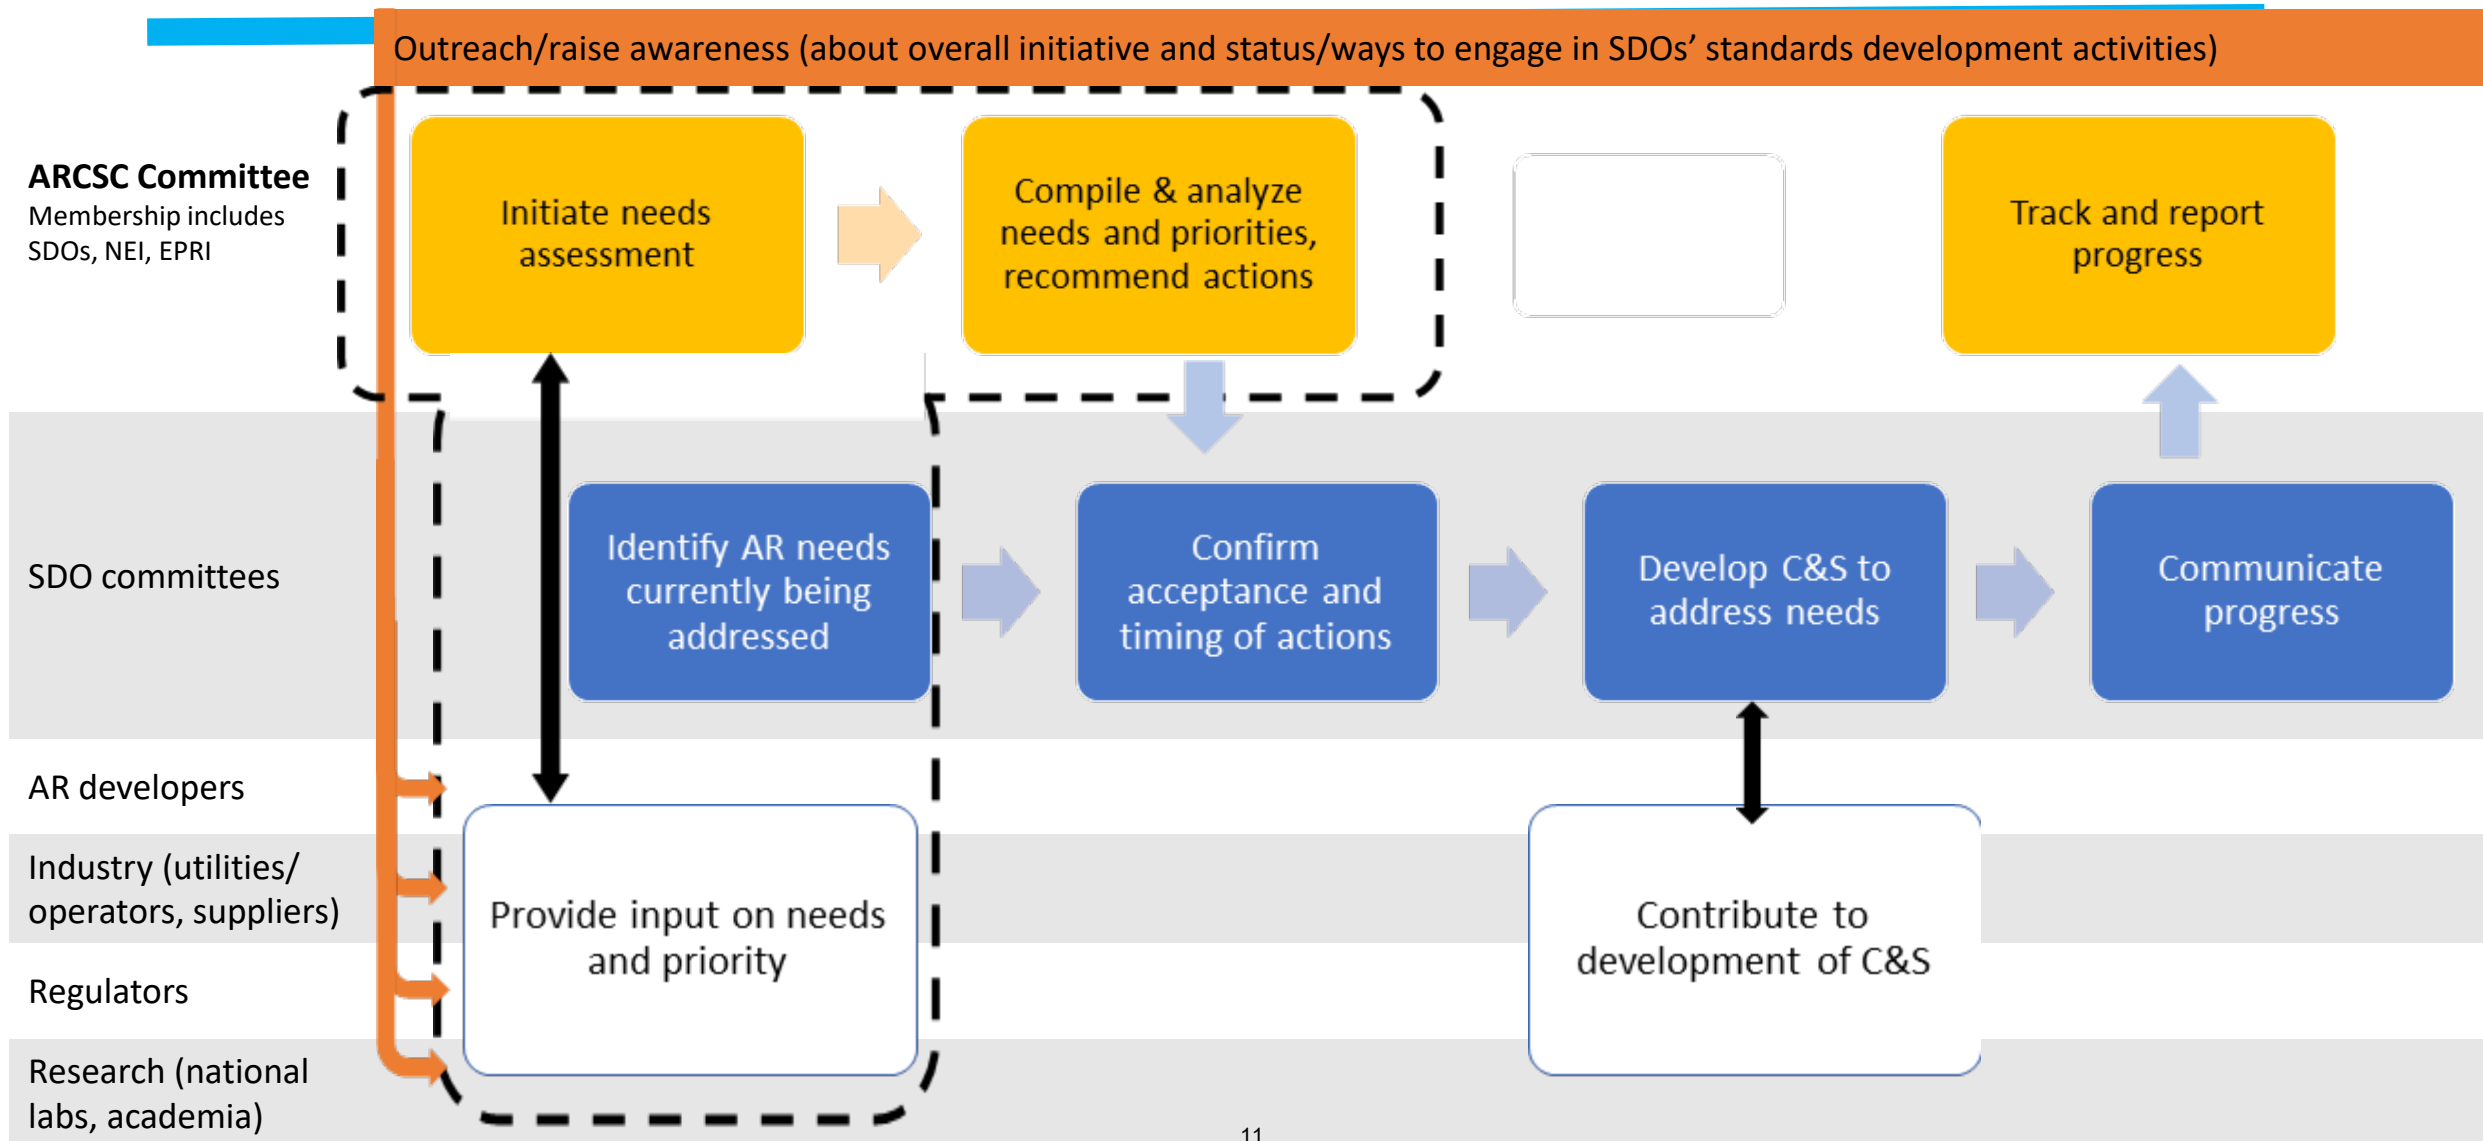 Outreach/raise awareness (about overall initiative and status/ways to engage in SDOs’ standards development activities)
ARCSC Committee
Membership includes
SDOs, NEI, EPRI
Initiate needs
assessment
Compile & analyze
needs and priorities,
recommend actions
Track and report
progress
SDO committees
Identify AR needs
currently being
addressed
Confirm
acceptance and
timing of actions
Develop C&S to
address needs
Communicate
progress
AR developers
Industry (utilities/
operators, suppliers)
Regulators
Research (national
labs, academia)
Provide input on needs
and priority
Contribute to
development of C&S
11